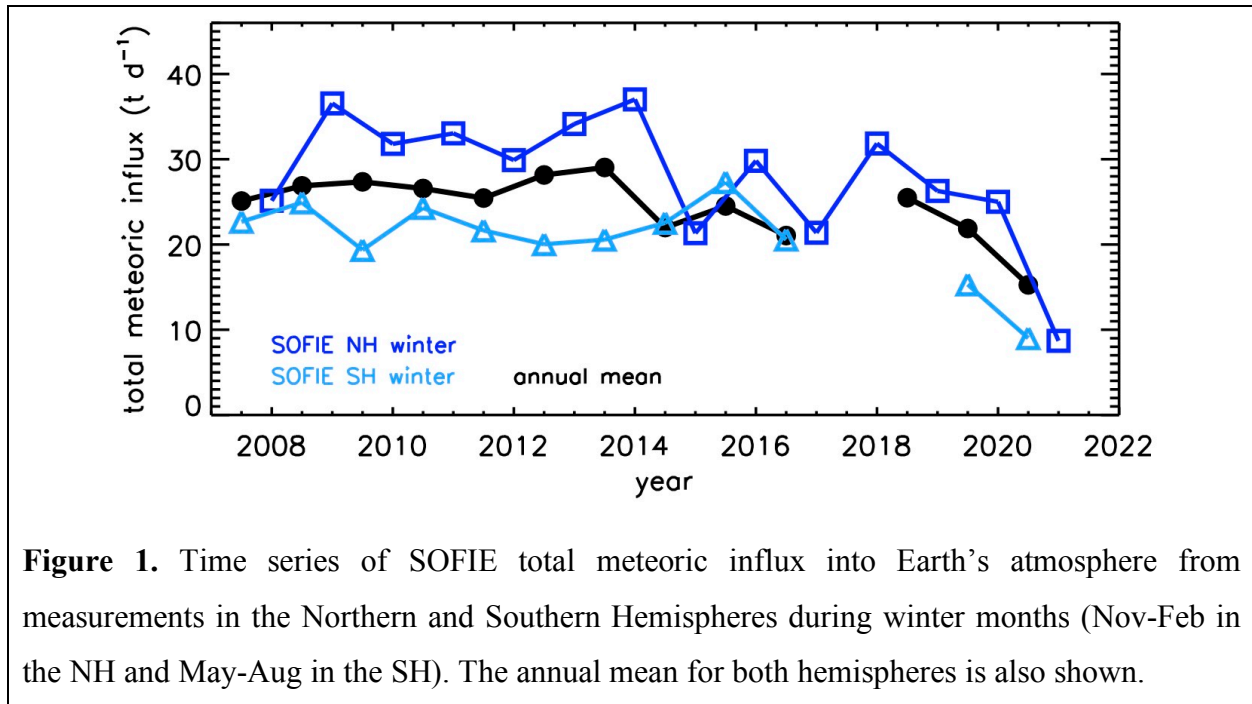 total meteoric influx (t d⁻¹)
40
30
20
10
0
SOFIE NH winter
SOFIE SH winter annual mean
2008 2010 2012 2014 2016 2018 2020 2022
year
Figure 1. Time series of SOFIE total meteoric influx into Earth’s atmosphere from
measurements in the Northern and Southern Hemispheres during winter months (Nov-Feb in
the NH and May-Aug in the SH). The annual mean for both hemispheres is also shown.